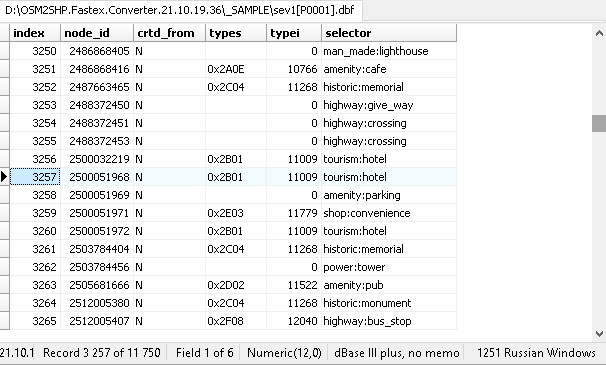 D:\OSM2SHP.Fastex.Converter.21.10.19.36\_SAMPLE\sev1[P0001].dbf
index node_id crtd_from types typei selector
3250 2486868405 N 0 man_made:lighthouse
3251 2486868416 N 0x2A0E 10766 amenity:cafe
3252 2487663465 N 0x2C04 11268 historic:memorial
3253 2488372450 N 0 highway:give_way
3254 2488372451 N 0 highway:crossing
3255 2488372453 N 0 highway:crossing
3256 2500032219 N 0x2B01 11009 tourism:hotel
3257 2500051968 N 0x2B01 11009 tourism:hotel
3258 2500051969 N 0 amenity:parking
3259 2500051971 N 0x2E03 11779 shop:convenience
3260 2500051972 N 0x2B01 11009 tourism:hotel
3261 2503784404 N 0x2C04 11268 historic:memorial
3262 2503784456 N 0 power:tower
3263 2505681666 N 0x2D02 11522 amenity:pub
3264 2512005380 N 0x2C04 11268 historic:monument
3265 2512005407 N 0x2F08 12040 highway:bus_stop
21.10.1 Record 3 257 of 11 750 Field 1 of 6 Numeric(12,0) dBase III plus, no memo 1251 Russian Windows